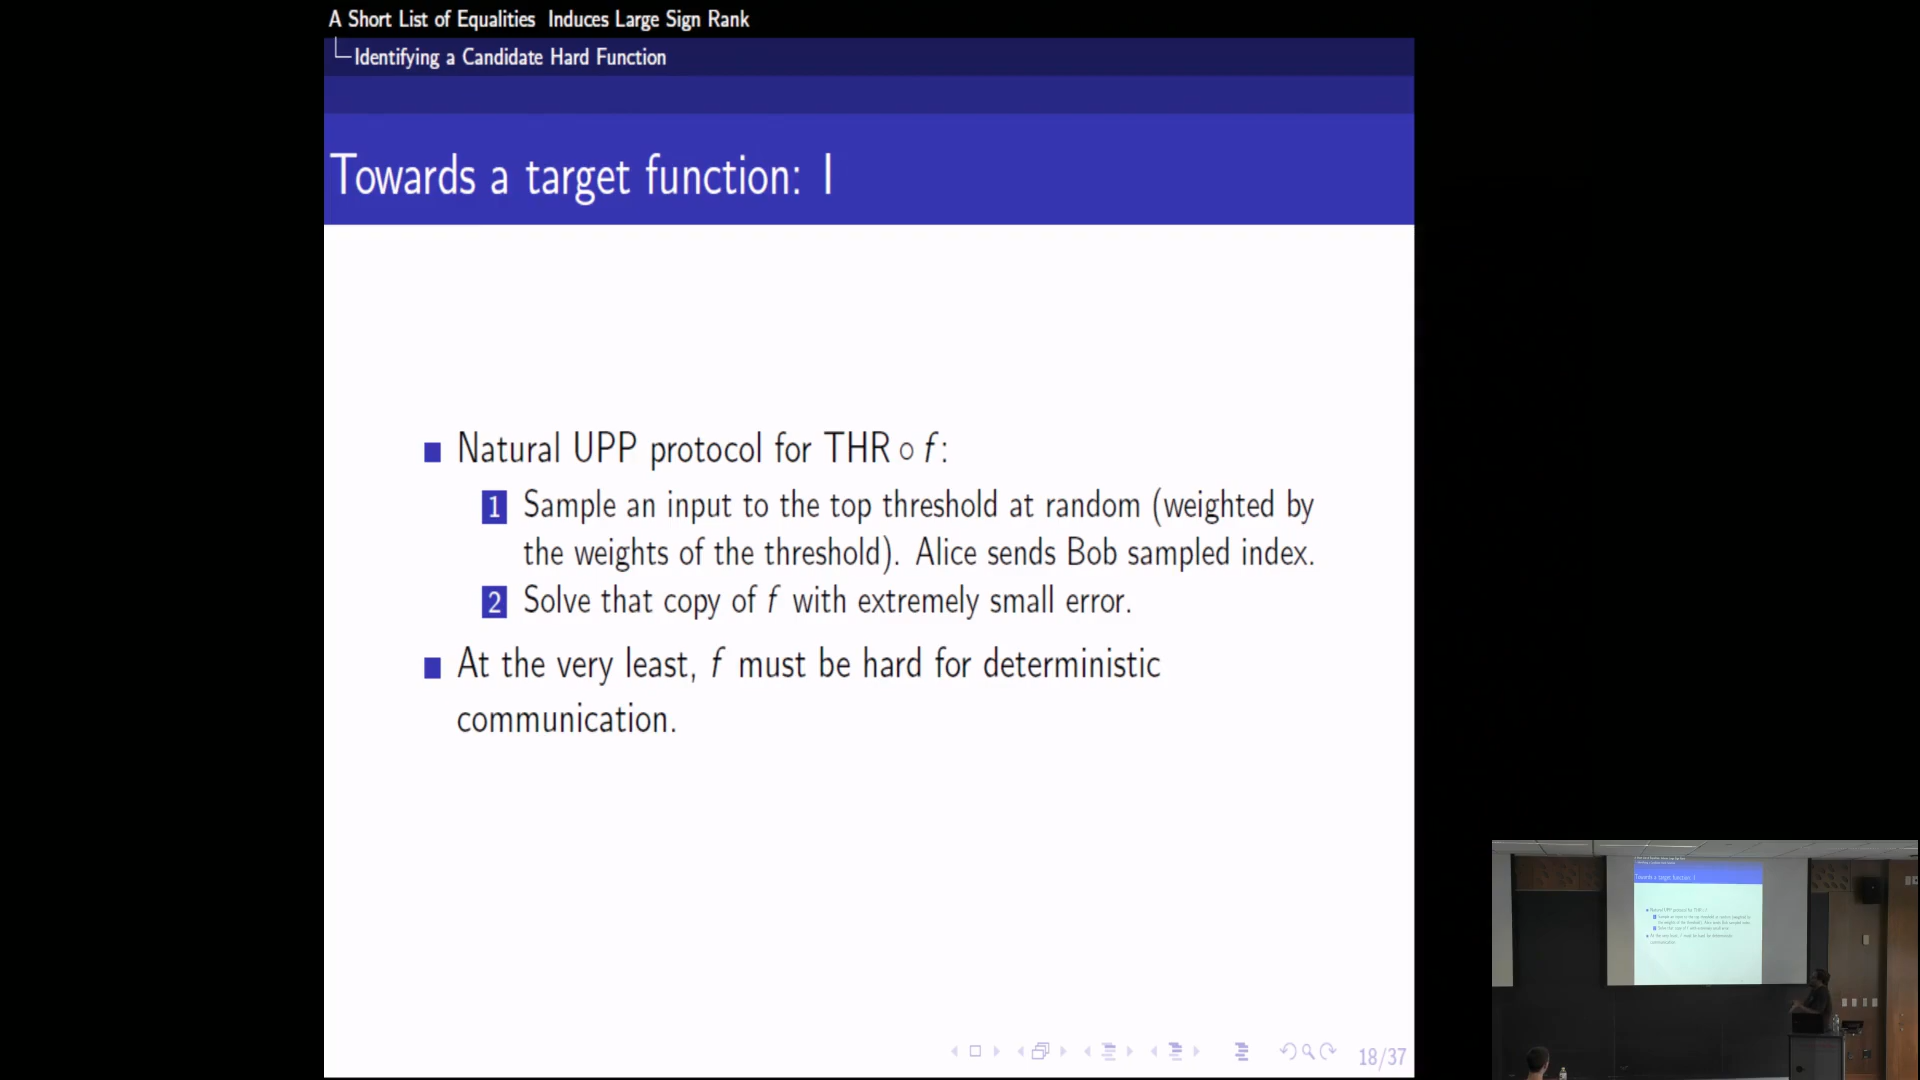 A Short List of Equalities Induces Large Sign Rank
Identifying a Candidate Hard Function
Towards a target function: I
Natural UPP protocol for THR ∘ f:
1 Sample an input to the top threshold at random (weighted by
the weights of the threshold). Alice sends Bob sampled index.
2 Solve that copy of f with extremely small error.
At the very least, f must be hard for deterministic
communication.
18/37
Towards a target function: I